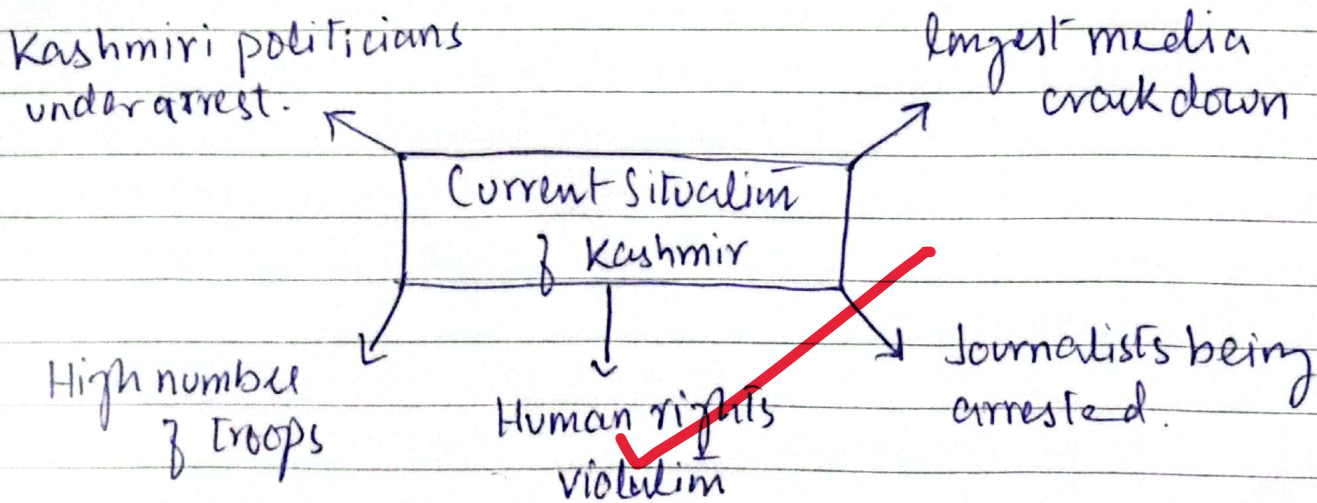 Kashmiri politicians
under arrest.
longest media
crackdown
Current Situation
of Kashmir
High number
of troops
Human rights
violation
Journalists being
arrested.